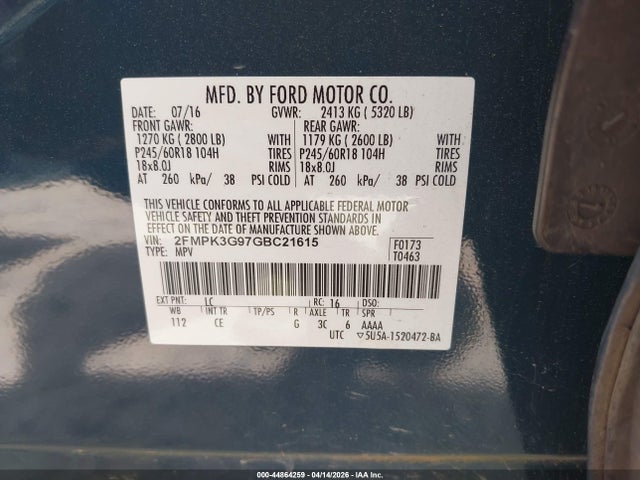 MFD. BY FORD MOTOR CO.
DATE: 07/16 GVWR: 2413 KG ( 5320 LB)
FRONT GAWR: REAR GAWR:
1270 KG ( 2800 LB) WITH 1179 KG ( 2600 LB) WITH
P245/60R18 104H TIRES P245/60R18 104H TIRES
18x8.0J RIMS 18x8.0J RIMS
AT 260 kPa/ 38 PSI COLD AT 260 kPa/ 38 PSI COLD
THIS VEHICLE CONFORMS TO ALL APPLICABLE FEDERAL MOTOR
VEHICLE SAFETY AND THEFT PREVENTION STANDARDS IN
EFFECT ON THE DATE OF MANUFACTURE SHOWN ABOVE.
VIN: 2FMPK3G97GBC21615 F0173
TYPE: MPV T0463
EXT PNT: LC RC: 16 DSO:
WB INT TR TP/PS R AXLE TR SPR
112 CE G 3C 6 AAAA
UTC ▽5U5A-1520472-BA
000-44864259 - 04/14/2026 - IAA Inc.